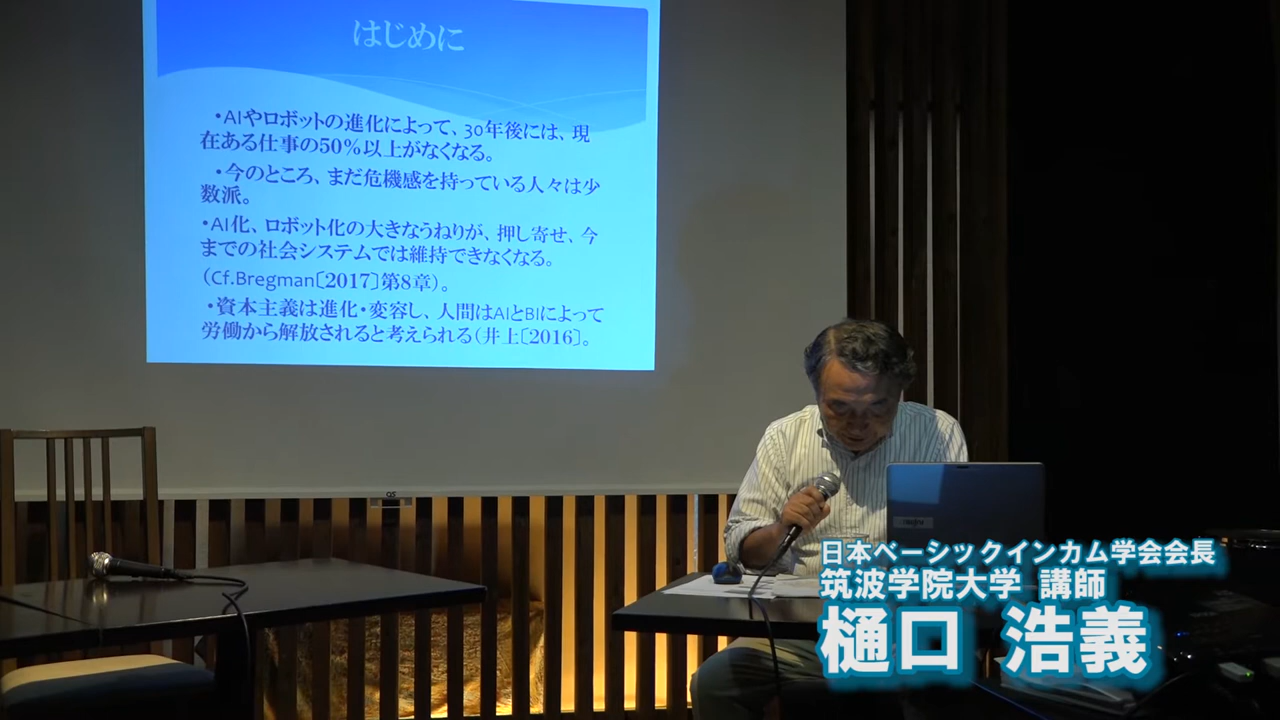 はじめに
・AIやロボットの進化によって、30年後には、現
在ある仕事の50％以上がなくなる。
・今のところ、まだ危機感を持っている人々は少
数派。
・AI化、ロボット化の大きなうねりが、押し寄せ、今
までの社会システムでは維持できなくなる。
（Cf.Bregman〔2017〕第8章）。
・資本主義は進化・変容し、人間はAIとBIによって
労働から解放されると考えられる（井上〔2016〕。
OS
FUJITSU
日本ベーシックインカム学会会長
筑波学院大学 講師
樋口 浩義